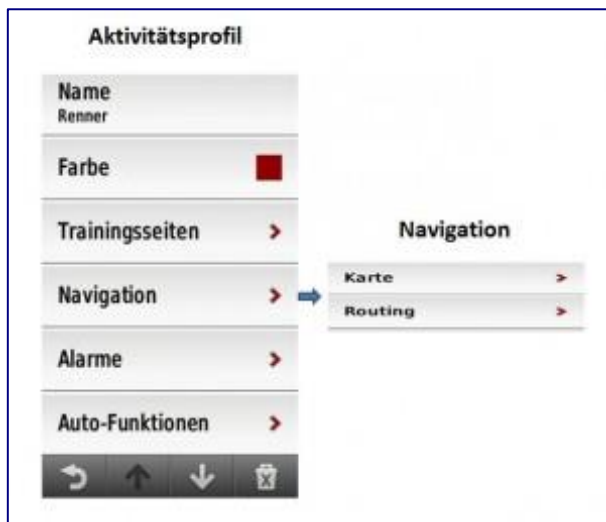 Aktivitätsprofil
Name
Renner
Farbe
Trainingsseiten
Navigation
Alarme
Auto-Funktionen
Navigation
Karte
Routing